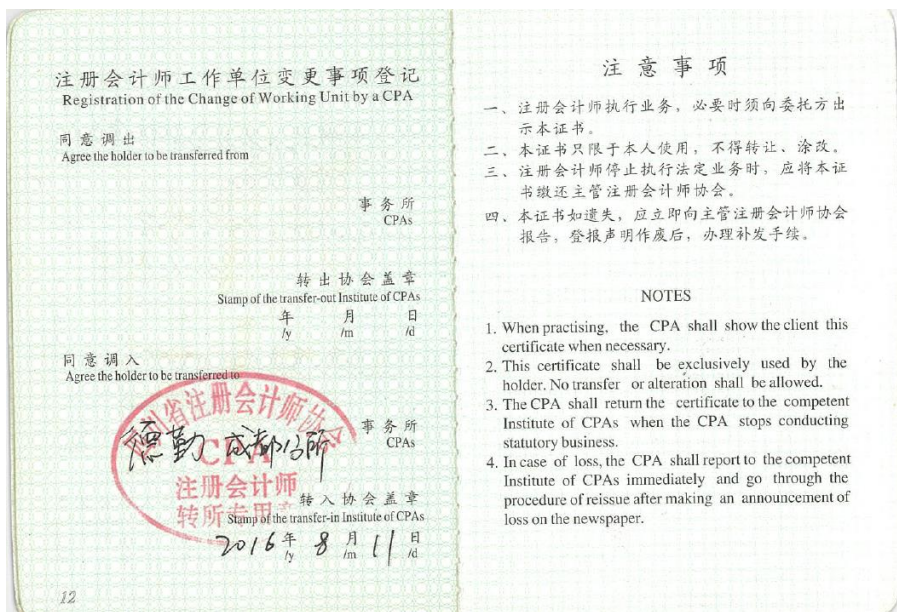 注册会计师工作单位变更事项登记
Registration of the Change of Working Unit by a CPA
同意调出
Agree the holder to be transferred from
事务所
CPAs
转出协会盖章
Stamp of the transfer-out Institute of CPAs
年 月 日
/y /m /d
同意调入
Agree the holder to be transferred to
四川省注册会计师协会
德勤 成都分所
事务所
CPAs
CPA
注册会计师
转所专用章
转入协会盖章
Stamp of the transfer-in Institute of CPAs
2016年 8月 11日
/y /m /d
12
注意事项
一、注册会计师执行业务，必要时须向委托方出
示本证书。
二、本证书只限于本人使用，不得转让、涂改。
三、注册会计师停止执行法定业务时，应将本证
书缴还主管注册会计师协会。
四、本证书如遗失，应立即向主管注册会计师协会
报告，登报声明作废后，办理补发手续。
NOTES
1. When practising, the CPA shall show the client this
certificate when necessary.
2. This certificate shall be exclusively used by the
holder. No transfer or alteration shall be allowed.
3. The CPA shall return the certificate to the competent
Institute of CPAs when the CPA stops conducting
statutory business.
4. In case of loss, the CPA shall report to the competent
Institute of CPAs immediately and go through the
procedure of reissue after making an announcement of
loss on the newspaper.